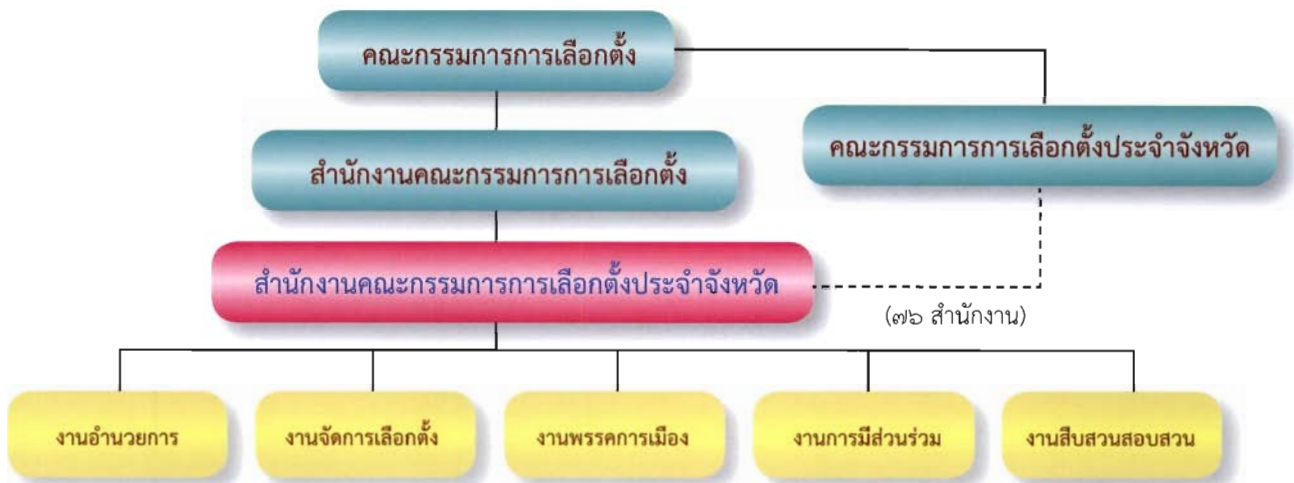 คณะกรรมการการเลือกตั้ง
คณะกรรมการการเลือกตั้งประจำจังหวัด
สำนักงานคณะกรรมการการเลือกตั้ง
สำนักงานคณะกรรมการการเลือกตั้งประจำจังหวัด
(๗๖ สำนักงาน)
งานอำนวยการ
งานจัดการเลือกตั้ง
งานพรรคการเมือง
งานการมีส่วนร่วม
งานสืบสวนสอบสวน